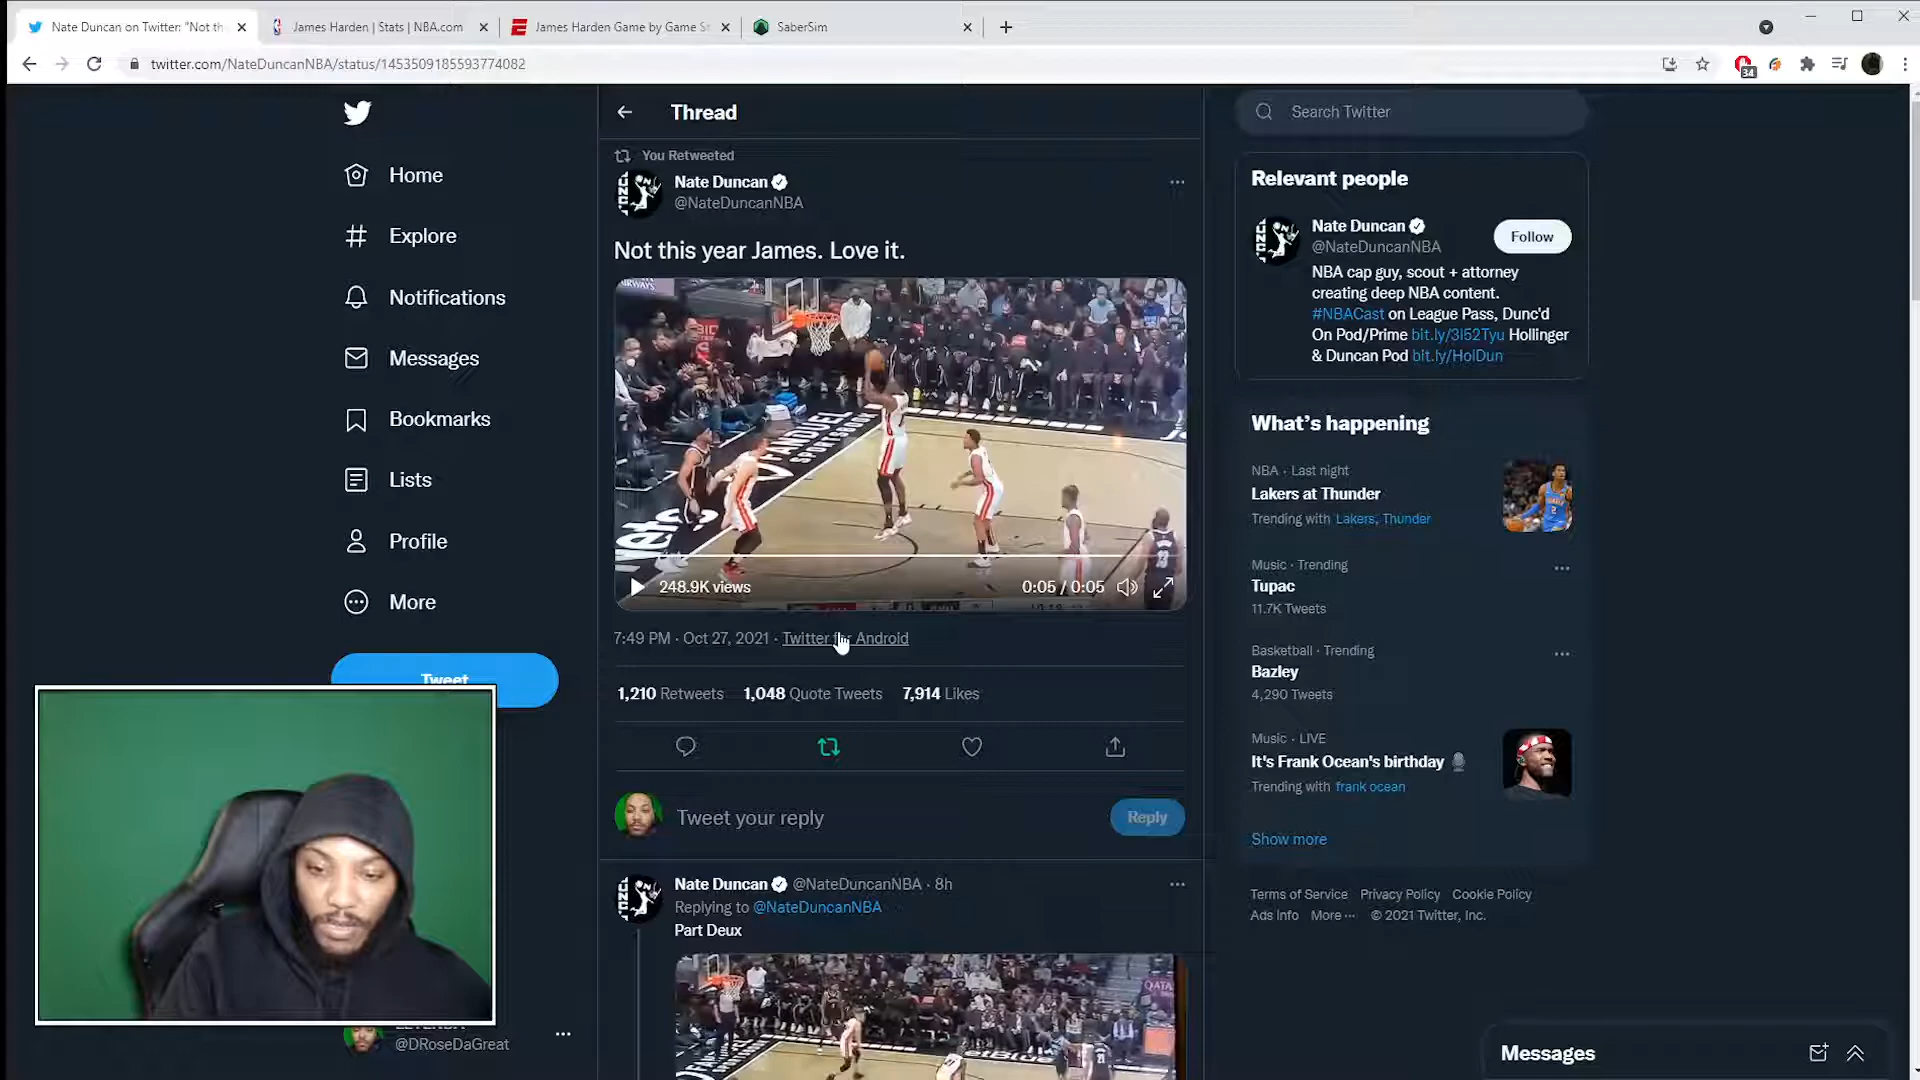 Nate Duncan on Twitter: "Not th
James Harden | Stats | NBA.com
James Harden Game by Game S
SaberSim
twitter.com/NateDuncanNBA/status/1453509185593774082
34
Home
Explore
Notifications
Messages
Bookmarks
Lists
Profile
More
Tweet
@DRoseDaGreat
Thread
You Retweeted
Nate Duncan
@NateDuncanNBA
Not this year James. Love it.
AIRWAYS
FANDUEL
SPORTSBOOK
248.9K views
0:05 / 0:05
7:49 PM · Oct 27, 2021 · Twitter for Android
1,210 Retweets 1,048 Quote Tweets 7,914 Likes
Tweet your reply
Reply
Nate Duncan @NateDuncanNBA · 8h
Replying to @NateDuncanNBA
Part Deux
QATAR
Search Twitter
Relevant people
Nate Duncan
@NateDuncanNBA
Follow
NBA cap guy, scout + attorney
creating deep NBA content.
#NBACast on League Pass, Dunc'd
On Pod/Prime bit.ly/3l52Tyu Hollinger
& Duncan Pod bit.ly/HolDun
What's happening
NBA · Last night
Lakers at Thunder
Trending with Lakers, Thunder
Music · Trending
Tupac
11.7K Tweets
Basketball · Trending
Bazley
4,290 Tweets
Music · LIVE
It's Frank Ocean's birthday
Trending with frank ocean
Show more
Terms of Service Privacy Policy Cookie Policy
Ads info More ··· © 2021 Twitter, Inc.
Messages